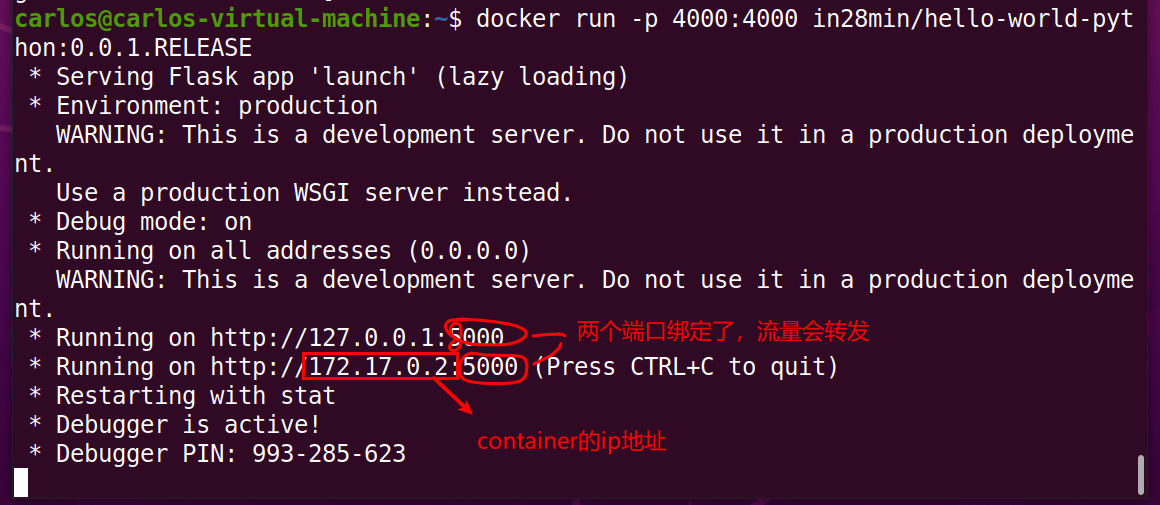 carlos@carlos-virtual-machine:~$ docker run -p 4000:4000 in28min/hello-world-pyt
hon:0.0.1.RELEASE
 * Serving Flask app 'launch' (lazy loading)
 * Environment: production
   WARNING: This is a development server. Do not use it in a production deployme
nt.
   Use a production WSGI server instead.
 * Debug mode: on
 * Running on all addresses (0.0.0.0)
   WARNING: This is a development server. Do not use it in a production deployme
nt.
 * Running on http://127.0.0.1:5000
两个端口绑定了，流量会转发
 * Running on http://172.17.0.2:5000 (Press CTRL+C to quit)
 * Restarting with stat
 * Debugger is active!
container的ip地址
 * Debugger PIN: 993-285-623